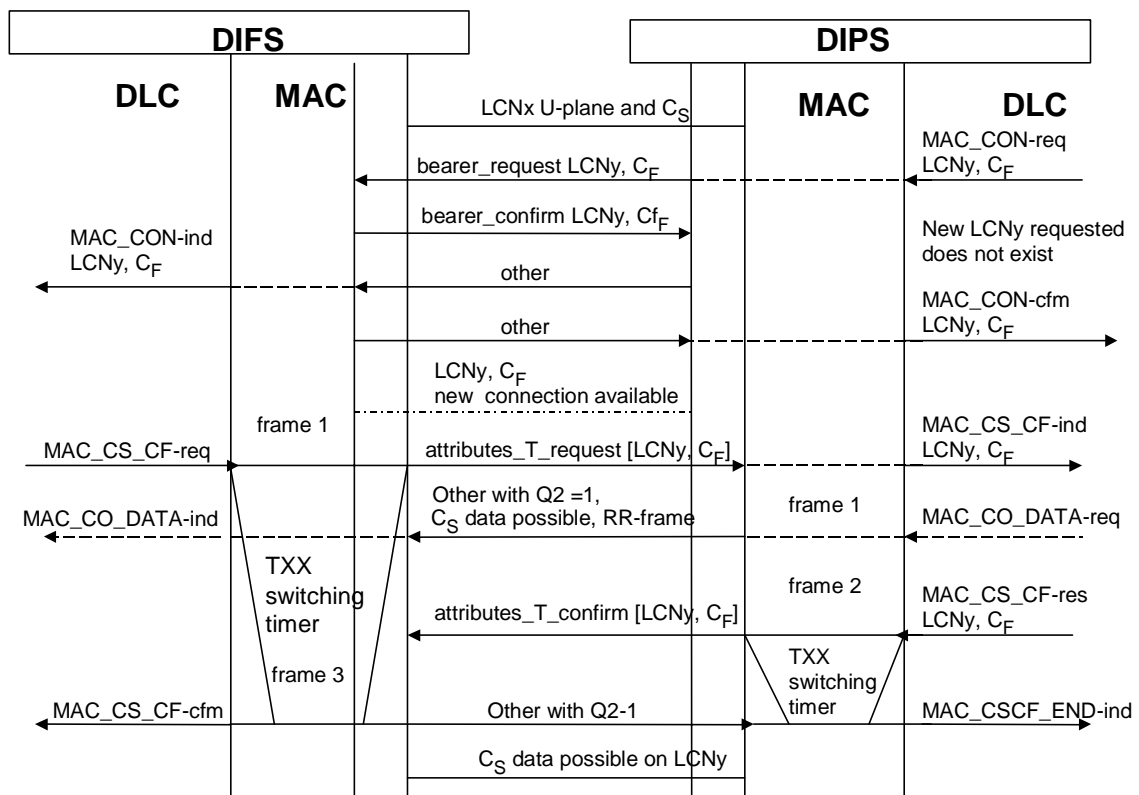 DIFS
DIPS
DLC
MAC
MAC
DLC
LCNx U-plane and CS
MAC_CON-req
LCNy, CF
bearer_request LCNy, CF
bearer_confirm LCNy, CfF
New LCNy requested
does not exist
MAC_CON-ind
LCNy, CF
other
MAC_CON-cfm
LCNy, CF
other
LCNy, CF
new connection available
frame 1
MAC_CS_CF-req
attributes_T_request [LCNy, CF]
MAC_CS_CF-ind
LCNy, CF
Other with Q2 =1,
CS data possible, RR-frame
frame 1
MAC_CO_DATA-ind
MAC_CO_DATA-req
TXX
switching
timer
frame 2
MAC_CS_CF-res
LCNy, CF
attributes_T_confirm [LCNy, CF]
TXX
switching
timer
frame 3
MAC_CS_CF-cfm
Other with Q2-1
MAC_CSCF_END-ind
CS data possible on LCNy